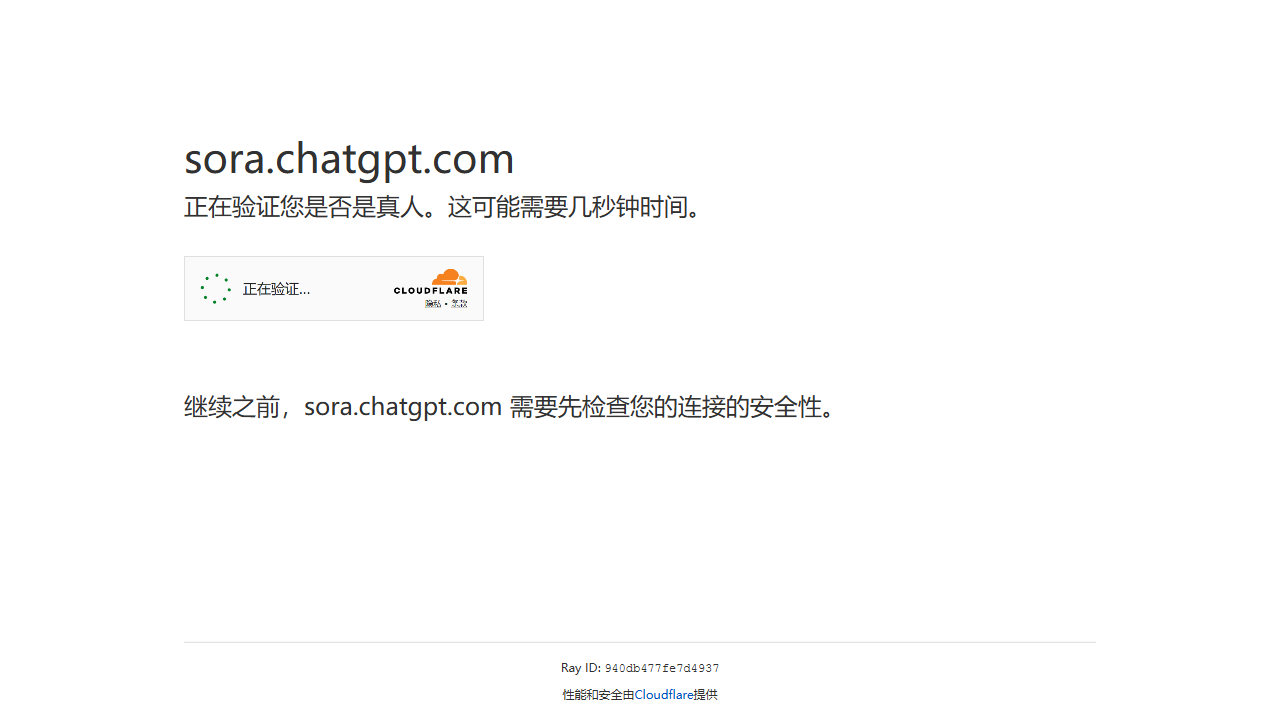 sora.chatgpt.com
正在验证您是否是真人。这可能需要几秒钟时间。
正在验证...
CLOUDFLARE
隐私 • 条款
继续之前，sora.chatgpt.com 需要先检查您的连接的安全性。
Ray ID: 940db477fe7d4937
性能和安全由Cloudflare提供